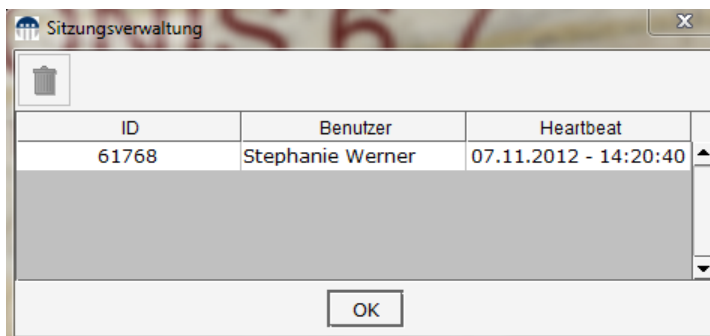 Sitzungsverwaltung
ID Benutzer Heartbeat
61768 Stephanie Werner 07.11.2012 - 14:20:40
OK